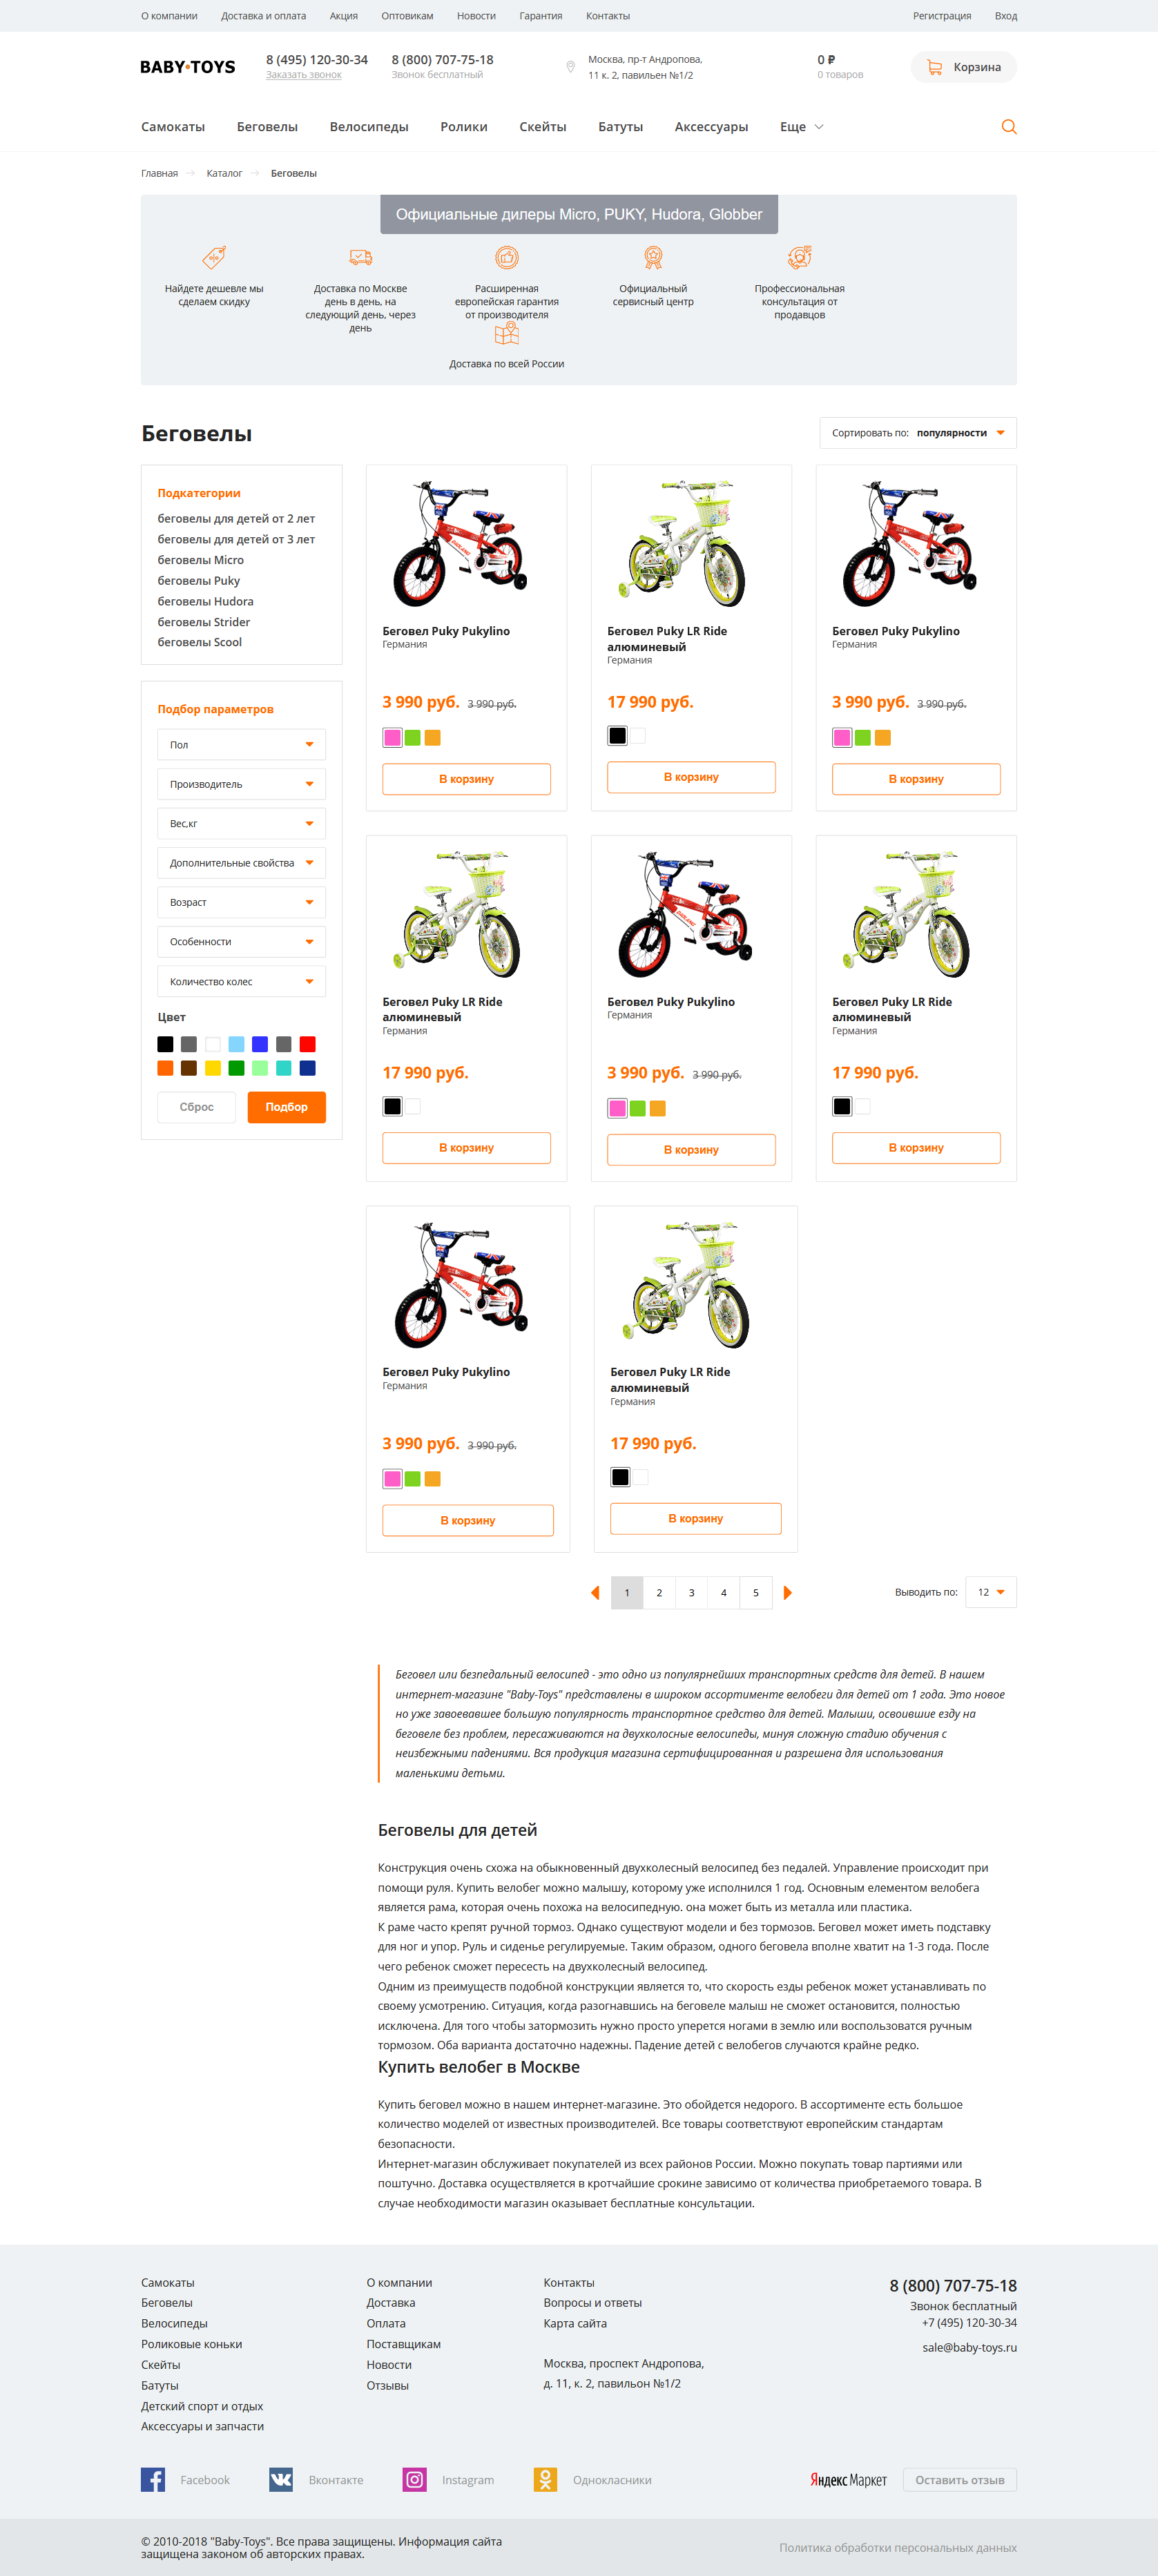 О компании Доставка и оплата Акция Оптовикам Новости Гарантия Контакты Регистрация Вход
BABY•TOYS
8 (495) 120-30-34
Заказать звонок
8 (800) 707-75-18
Звонок бесплатный
Москва, пр-т Андропова,
11 к. 2, павильен №1/2
0 ₽
0 товаров
Корзина
Самокаты Беговелы Велосипеды Ролики Скейты Батуты Аксессуары Еще
Главная Каталог Беговелы
Официальные дилеры Micro, PUKY, Hudora, Globber
Найдете дешевле мы
сделаем скидку
Доставка по Москве
день в день, на
следующий день, через
день
Расширенная
европейская гарантия
от производителя
Официальный
сервисный центр
Профессиональная
консультация от
продавцов
Доставка по всей России
Беговелы
Сортировать по: популярности
Подкатегории
беговелы для детей от 2 лет
беговелы для детей от 3 лет
беговелы Micro
беговелы Puky
беговелы Hudora
беговелы Strider
беговелы Scool
Подбор параметров
Пол
Производитель
Вес,кг
Дополнительные свойства
Возраст
Особенности
Количество колес
Цвет
Сброс Подбор
Беговел Puky Pukylino
Германия
3 990 руб. 3 990 руб.
В корзину
Беговел Puky LR Ride
алюминевый
Германия
17 990 руб.
В корзину
Беговел Puky Pukylino
Германия
3 990 руб. 3 990 руб.
В корзину
Беговел Puky LR Ride
алюминевый
Германия
17 990 руб.
В корзину
Беговел Puky Pukylino
Германия
3 990 руб. 3 990 руб.
В корзину
Беговел Puky LR Ride
алюминевый
Германия
17 990 руб.
В корзину
Беговел Puky Pukylino
Германия
3 990 руб. 3 990 руб.
В корзину
Беговел Puky LR Ride
алюминевый
Германия
17 990 руб.
В корзину
1 2 3 4 5
Выводить по: 12
Беговел или безпедальный велосипед - это одно из популярнейших транспортных средств для детей. В нашем
интернет-магазине "Baby-Toys" представлены в широком ассортименте велобеги для детей от 1 года. Это новое
но уже завоевавшее большую популярность транспортное средство для детей. Малыши, освоившие езду на
беговеле без проблем, пересаживаются на двухколосные велосипеды, минуя сложную стадию обучения с
неизбежными падениями. Вся продукция магазина сертифицированная и разрешена для использования
маленькими детьми.
Беговелы для детей
Конструкция очень схожа на обыкновенный двухколесный велосипед без педалей. Управление происходит при
помощи руля. Купить велобег можно малышу, которому уже исполнился 1 год. Основным елементом велобега
является рама, которая очень похожа на велосипедную. она может быть из металла или пластика.
К раме часто крепят ручной тормоз. Однако существуют модели и без тормозов. Беговел может иметь подставку
для ног и упор. Руль и сиденье регулируемые. Таким образом, одного беговела вполне хватит на 1-3 года. После
чего ребенок сможет пересесть на двухколесный велосипед.
Одним из преимуществ подобной конструкции является то, что скорость езды ребенок может устанавливать по
своему усмотрению. Ситуация, когда разогнавшись на беговеле малыш не сможет остановится, полностью
исключена. Для того чтобы затормозить нужно просто уперется ногами в землю или воспользоватся ручным
тормозом. Оба варианта достаточно надежны. Падение детей с велобегов случаются крайне редко.
Купить велобег в Москве
Купить беговел можно в нашем интернет-магазине. Это обойдется недорого. В ассортименте есть большое
количество моделей от известных производителей. Все товары соответствуют европейским стандартам
безопасности.
Интернет-магазин обслуживает покупателей из всех районов России. Можно покупать товар партиями или
поштучно. Доставка осуществляется в кротчайшие срокине зависимо от количества приобретаемого товара. В
случае необходимости магазин оказывает бесплатные консультации.
Самокаты
Беговелы
Велосипеды
Роликовые коньки
Скейты
Батуты
Детский спорт и отдых
Аксессуары и запчасти
О компании
Доставка
Оплата
Поставщикам
Новости
Отзывы
Контакты
Вопросы и ответы
Карта сайта
Москва, проспект Андропова,
д. 11, к. 2, павильон №1/2
8 (800) 707-75-18
Звонок бесплатный
+7 (495) 120-30-34
sale@baby-toys.ru
Facebook Вконтакте Instagram Однокласники
Яндекс Маркет
Оставить отзыв
© 2010-2018 "Baby-Toys". Все права защищены. Информация сайта
защищена законом об авторских правах.
Политика обработки персональных данных